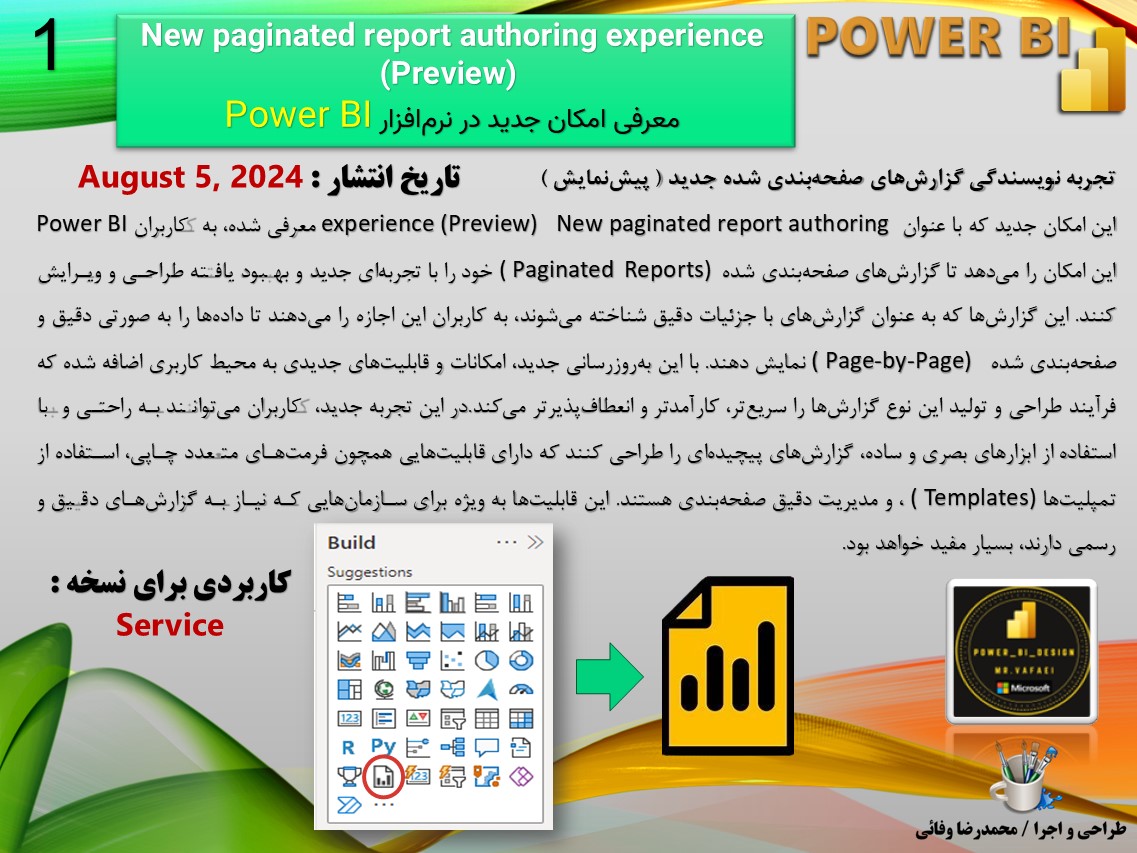 1
New paginated report authoring experience
(Preview)
معرفی امکان جدید در نرم‌افزار Power BI
POWER BI
تجربه نویسندگی گزارش‌های صفحه‌بندی شده جدید ( پیش‌نمایش )
تاریخ انتشار : August 5, 2024
این امکان جدید که با عنوان New paginated report authoring experience (Preview) معرفی شده، به کاربران Power BI
این امکان را می‌دهد تا گزارش‌های صفحه‌بندی شده (Paginated Reports ) خود را با تجربه‌ای جدید و بهبود یافته طراحی و ویرایش
کنند. این گزارش‌ها که به عنوان گزارش‌های با جزئیات دقیق شناخته می‌شوند، به کاربران این اجازه را می‌دهند تا داده‌ها را به صورتی دقیق و
صفحه‌بندی شده (Page-by-Page ) نمایش دهند. با این به‌روزرسانی جدید، امکانات و قابلیت‌های جدیدی به محیط کاربری اضافه شده که
فرآیند طراحی و تولید این نوع گزارش‌ها را سریع‌تر، کارآمدتر و انعطاف‌پذیرتر می‌کند.در این تجربه جدید، کاربران می‌توانند به راحتی و با
استفاده از ابزارهای بصری و ساده، گزارش‌های پیچیده‌ای را طراحی کنند که دارای قابلیت‌هایی همچون فرمت‌های متعدد چاپی، استفاده از
تمپلیت‌ها (Templates ) ، و مدیریت دقیق صفحه‌بندی هستند. این قابلیت‌ها به ویژه برای سازمان‌هایی که نیاز به گزارش‌های دقیق و
رسمی دارند، بسیار مفید خواهد بود.
کاربردی برای نسخه :
Service
Build
Suggestions
123
R
Py
123
POWER_BI_DESIGN
MR.VAFAEI
Microsoft
طراحی و اجرا / محمدرضا وفائی